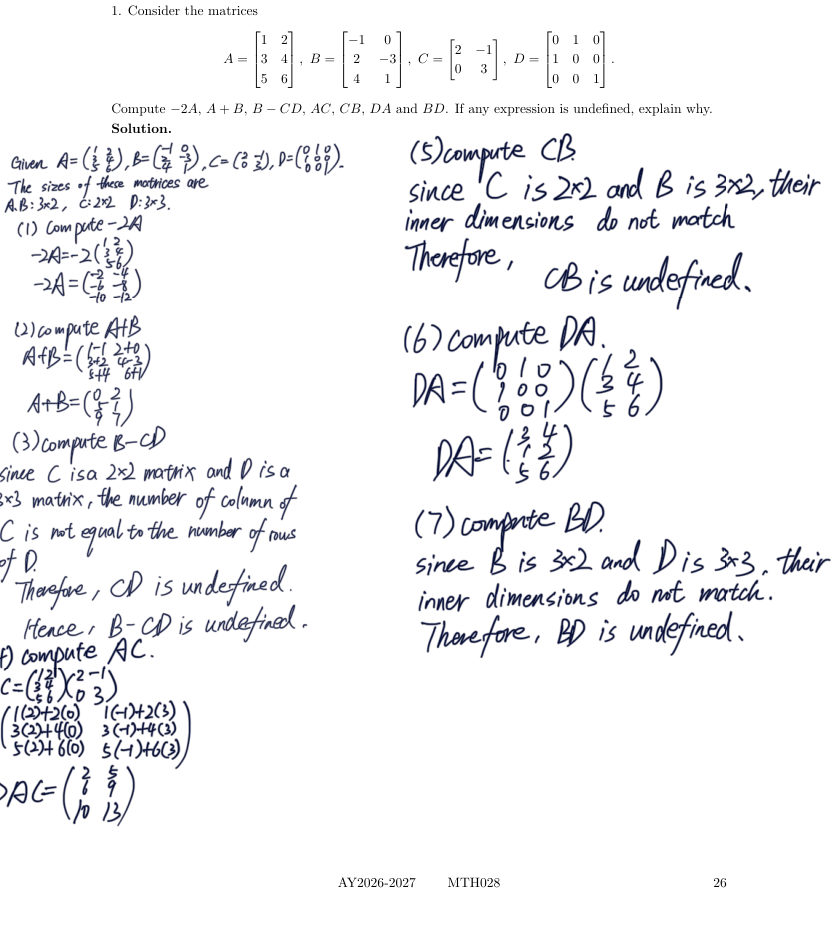 1. Consider the matrices
A = [1 2; 3 4; 5 6], B = [−1 0; 2 −3; 4 1], C = [2 −1; 0 3], D = [0 1 0; 1 0 0; 0 0 1].
Compute −2A, A + B, B − CD, AC, CB, DA and BD. If any expression is undefined, explain why.
Solution.
Given A=(1 2; 3 4; 5 6), B=(-1 0; 2 -3; 4 1), C=(2 -1; 0 3), D=(0 1 0; 1 0 0; 0 0 1).
The sizes of these matrices are
A.B: 3×2, C: 2×2 D: 3×3.
(1) Compute -2A
-2A=-2(1 2; 3 4; 5 6)
-2A=(-2 -4; -6 -8; -10 -12)
(2) compute A+B
A+B=(1-1 2+0; 3+2 4-3; 5+4 6+1)
A+B=(0 2; 5 1; 9 7)
(3) compute B-CD
since C is a 2×2 matrix and D is a
3×3 matrix, the number of column of
C is not equal to the number of rows
of D.
Therefore, CD is undefined.
Hence, B-CD is undefined.
) compute AC.
C=(1 2; 3 4; 5 6)(2 -1; 0 3)
(1(2)+2(0) 1(-1)+2(3); 3(2)+4(0) 3(-1)+4(3); 5(2)+6(0) 5(-1)+6(3))
AC=(2 5; 6 9; 10 13)
(5) compute CB.
since C is 2×2 and B is 3×2, their
inner dimensions do not match
Therefore,
CB is undefined.
(6) compute DA.
DA=(0 1 0; 1 0 0; 0 0 1)(1 2; 3 4; 5 6)
DA=(3 4; 1 2; 5 6)
(7) compute BD.
since B is 3×2 and D is 3×3, their
inner dimensions do not match.
Therefore, BD is undefined.
AY2026-2027 MTH028 26